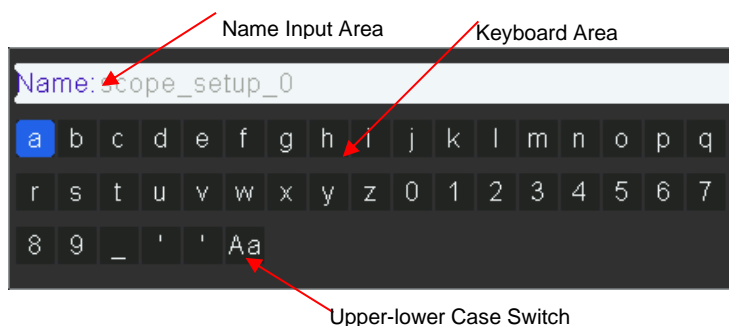 Name Input Area
Keyboard Area
Name: scope_setup_0
a b c d e f g h i j k l m n o p q
r s t u v w x y z 0 1 2 3 4 5 6 7
8 9 _ ' ' Aa
Upper-lower Case Switch